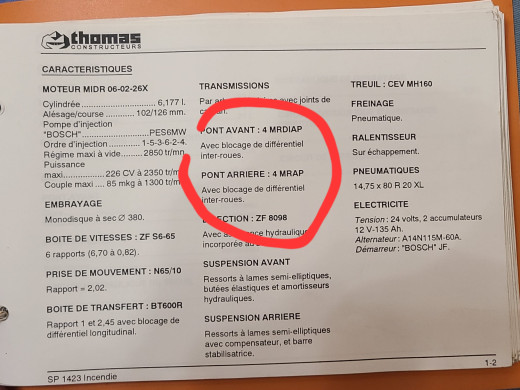 thomas
CONSTRUCTEURS
CARACTERISTIQUES
MOTEUR MIDR 06-02-26X
Cylindrée ........................ 6,177 l.
Alésage/course .......... 102/126 mm.
Pompe d'injection
"BOSCH" ..................... PES6MW
Ordre d'injection ........ 1-5-3-6-2-4.
Régime maxi à vide ........ 2850 tr/mn
Puissance
maxi ............... 226 CV à 2350 tr/m
Couple maxi .... 85 mkg à 1300 tr/m
EMBRAYAGE
Monodisque à sec Ø 380.
BOITE DE VITESSES : ZF S6-65
6 rapports (6,70 à 0,82).
PRISE DE MOUVEMENT : N65/10
Rapport = 2,02.
BOITE DE TRANSFERT : BT600R
Rapport 1 et 2,45 avec blocage de
différentiel longitudinal.
TRANSMISSIONS
Par avec joints de
PONT AVANT : 4 MRDIAP
Avec blocage de différentiel
inter-roues.
PONT ARRIERE : 4 MRAP
Avec blocage de différentiel
inter-roues.
ECTION : ZF 8098
Avec as ance hydraulique
incorporée au
SUSPENSION AVANT
Ressorts à lames semi-elliptiques,
butées élastiques et amortisseurs
hydrauliques.
SUSPENSION ARRIERE
Ressorts à lames semi-elliptiques
avec compensateur, et barre
stabilisatrice.
TREUIL : CEV MH160
FREINAGE
Pneumatique.
RALENTISSEUR
Sur échappement.
PNEUMATIQUES
14,75 x 80 R 20 XL
ELECTRICITE
Tension : 24 volts, 2 accumulateurs
12 V-135 Ah.
Alternateur : A14N115M-60A.
Démarreur : "BOSCH" JF.
1-2
SP 1423 Incendie